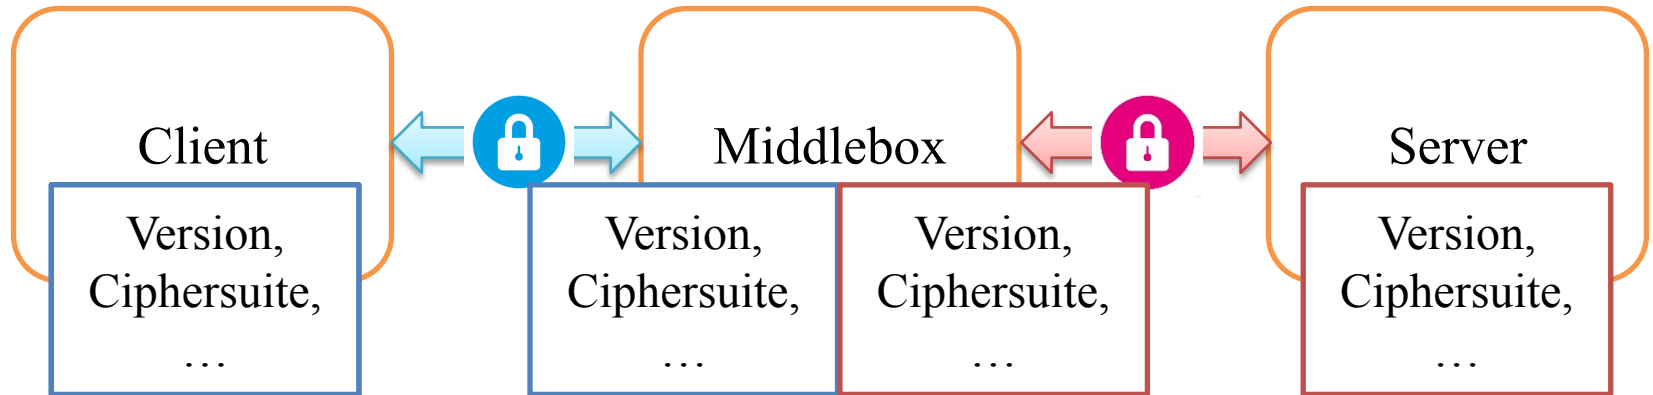 Client
Middlebox
Server
Version,
Ciphersuite,
…
Version,
Ciphersuite,
…
Version,
Ciphersuite,
…
Version,
Ciphersuite,
…